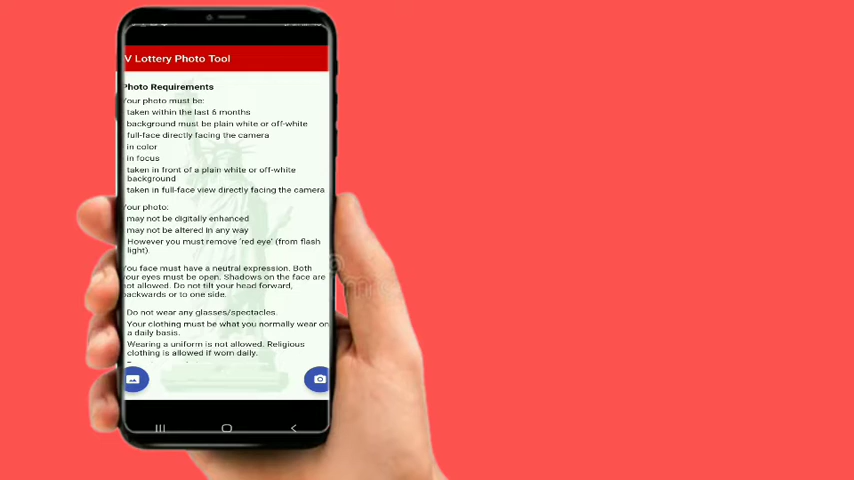 V Lottery Photo Tool
Photo Requirements
Your photo must be:
taken within the last 6 months
background must be plain white or off-white
full-face directly facing the camera
in color
in focus
taken in front of a plain white or off-white
background
taken in full-face view directly facing the camera
Your photo:
may not be digitally enhanced
may not be altered in any way
However you must remove 'red eye' (from flash
light).
You face must have a neutral expression. Both
your eyes must be open. Shadows on the face are
not allowed. Do not tilt your head forward,
backwards or to one side.
Do not wear any glasses/spectacles.
Your clothing must be what you normally wear on
a daily basis.
Wearing a uniform is not allowed. Religious
clothing is allowed if worn daily.